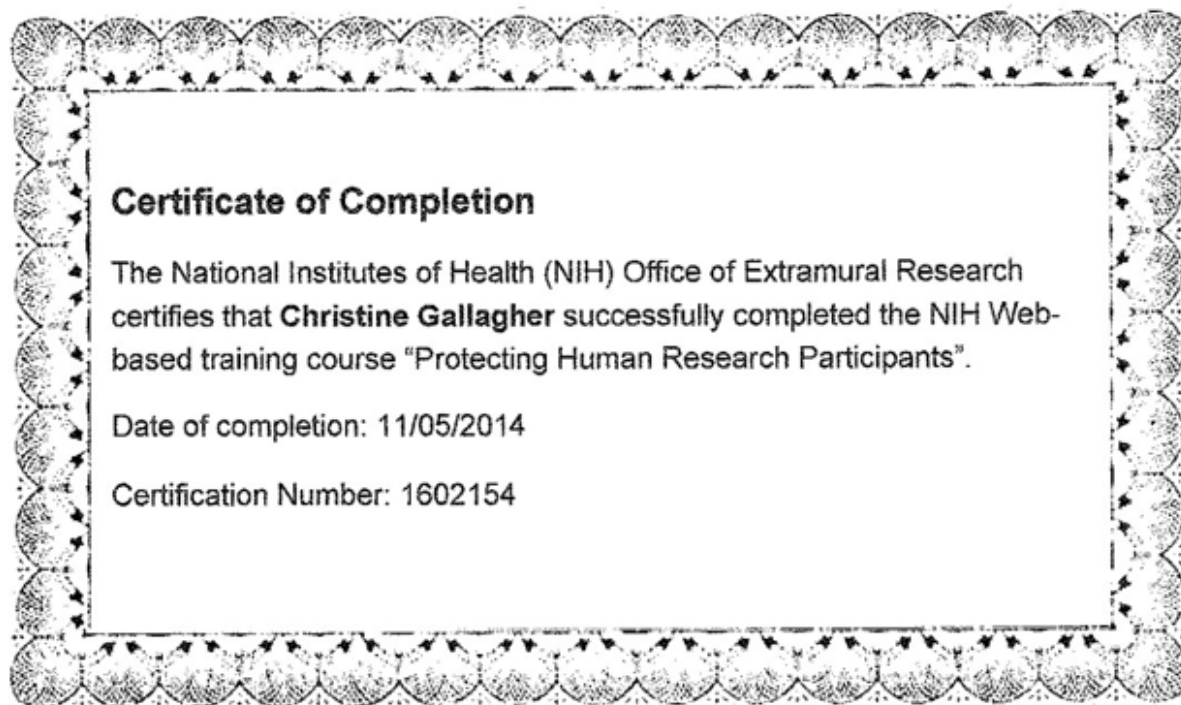 Certificate of Completion
The National Institutes of Health (NIH) Office of Extramural Research
certifies that Christine Gallagher successfully completed the NIH Web-
based training course “Protecting Human Research Participants”.
Date of completion: 11/05/2014
Certification Number: 1602154